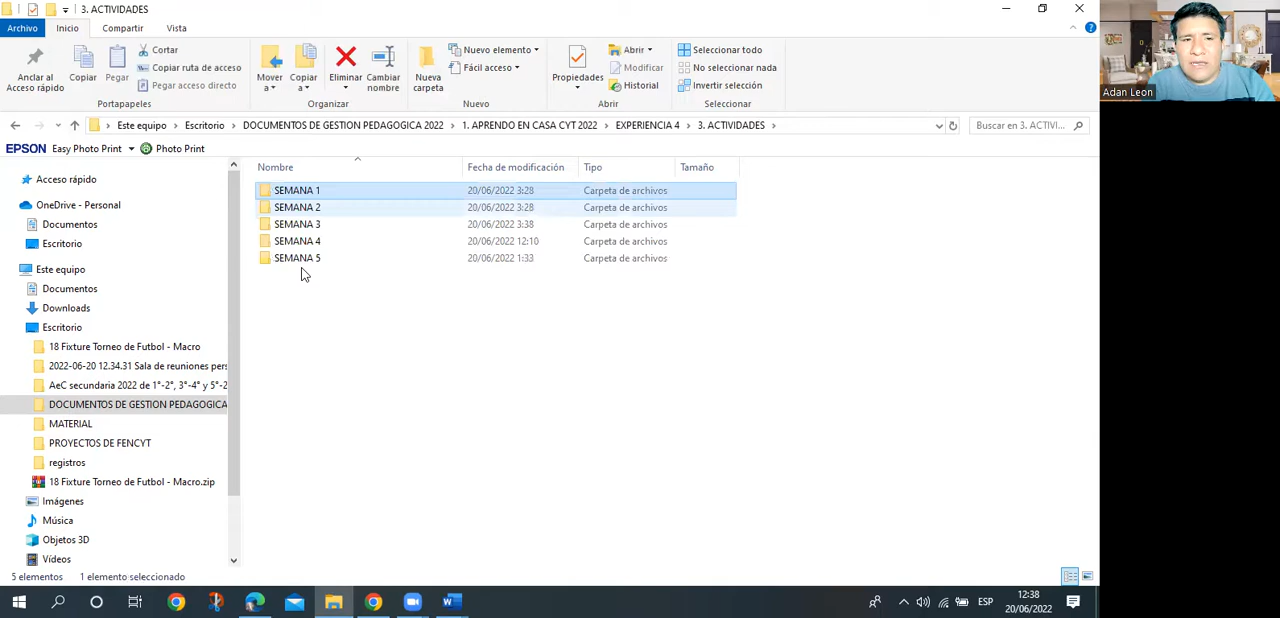 3. ACTIVIDADES
Archivo Inicio Compartir Vista
Anclar al Acceso rápido
Copiar
Pegar
Cortar
Copiar ruta de acceso
Pegar acceso directo
Portapapeles
Mover a
Copiar a
Eliminar
Cambiar nombre
Organizar
Nueva carpeta
Nuevo elemento
Fácil acceso
Nuevo
Propiedades
Abrir
Modificar
Historial
Abrir
Seleccionar todo
No seleccionar nada
Invertir selección
Seleccionar
Adan Leon
Este equipo > Escritorio > DOCUMENTOS DE GESTION PEDAGOGICA 2022 > 1. APRENDO EN CASA CYT 2022 > EXPERIENCIA 4 > 3. ACTIVIDADES >
Buscar en 3. ACTIVI...
EPSON Easy Photo Print Photo Print
Acceso rápido
OneDrive - Personal
Documentos
Escritorio
Este equipo
Documentos
Downloads
Escritorio
18 Fixture Torneo de Futbol - Macro
2022-06-20 12.34.31 Sala de reuniones pers
AeC secundaria 2022 de 1°-2°, 3°-4° y 5°-2
DOCUMENTOS DE GESTION PEDAGOGICA
MATERIAL
PROYECTOS DE FENCYT
registros
18 Fixture Torneo de Futbol - Macro.zip
Imágenes
Música
Objetos 3D
Vídeos
Nombre Fecha de modificación Tipo Tamaño
SEMANA 1 20/06/2022 3:28 Carpeta de archivos
SEMANA 2 20/06/2022 3:28 Carpeta de archivos
SEMANA 3 20/06/2022 3:38 Carpeta de archivos
SEMANA 4 20/06/2022 12:10 Carpeta de archivos
SEMANA 5 20/06/2022 1:33 Carpeta de archivos
5 elementos 1 elemento seleccionado
ESP
12:38
20/06/2022